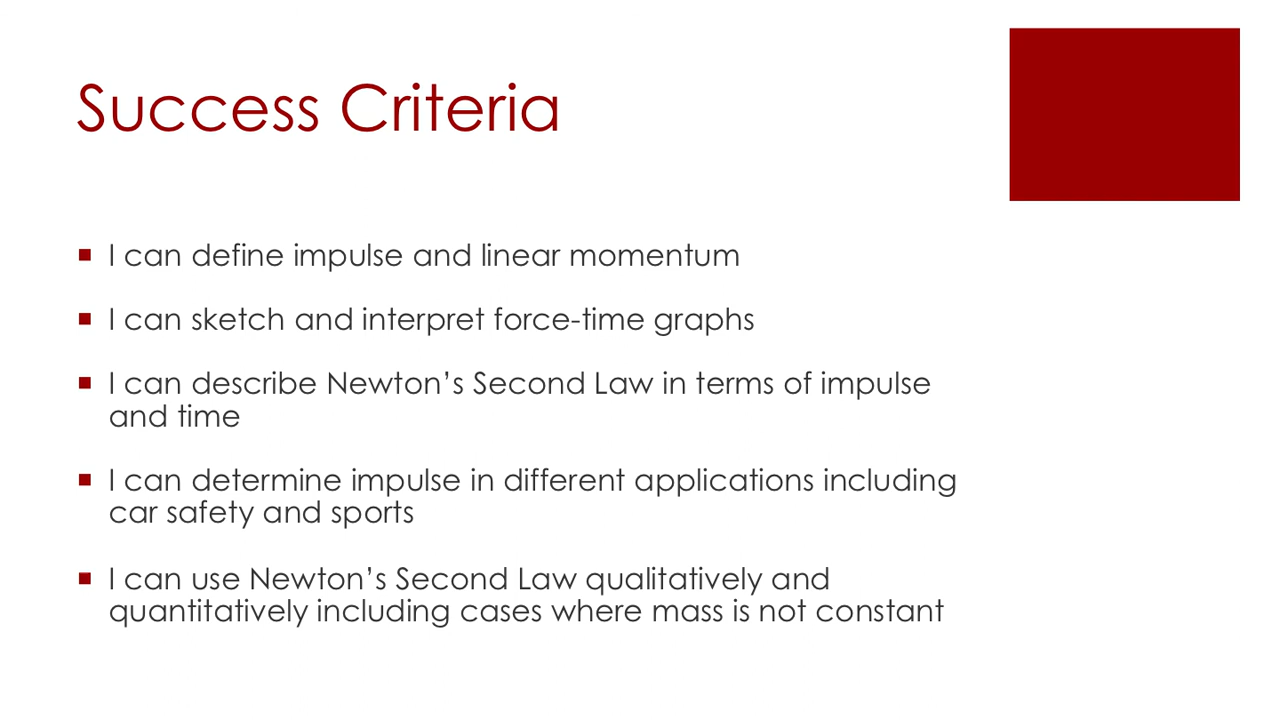 Success Criteria
▪ I can define impulse and linear momentum
▪ I can sketch and interpret force-time graphs
▪ I can describe Newton’s Second Law in terms of impulse
and time
▪ I can determine impulse in different applications including
car safety and sports
▪ I can use Newton’s Second Law qualitatively and
quantitatively including cases where mass is not constant